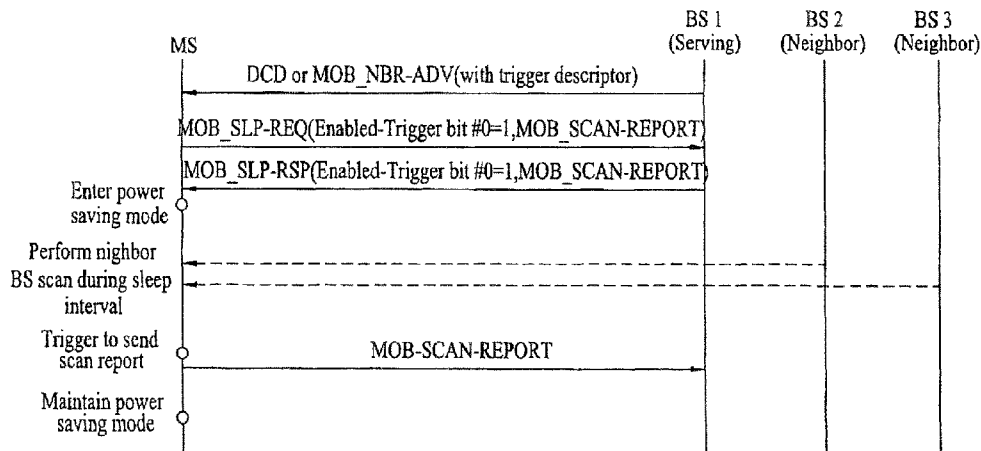 BS 1
(Serving)
BS 2
(Neighbor)
BS 3
(Neighbor)
MS
DCD or MOB_NBR-ADV(with trigger descriptor)
MOB_SLP-REQ(Enabled-Trigger bit #0=1,MOB_SCAN-REPORT)
MOB_SLP-RSP(Enabled-Trigger bit #0=1,MOB_SCAN-REPORT)
Enter power
saving mode
Perform nighbor
BS scan during sleep
interval
Trigger to send
scan report
MOB-SCAN-REPORT
Maintain power
saving mode